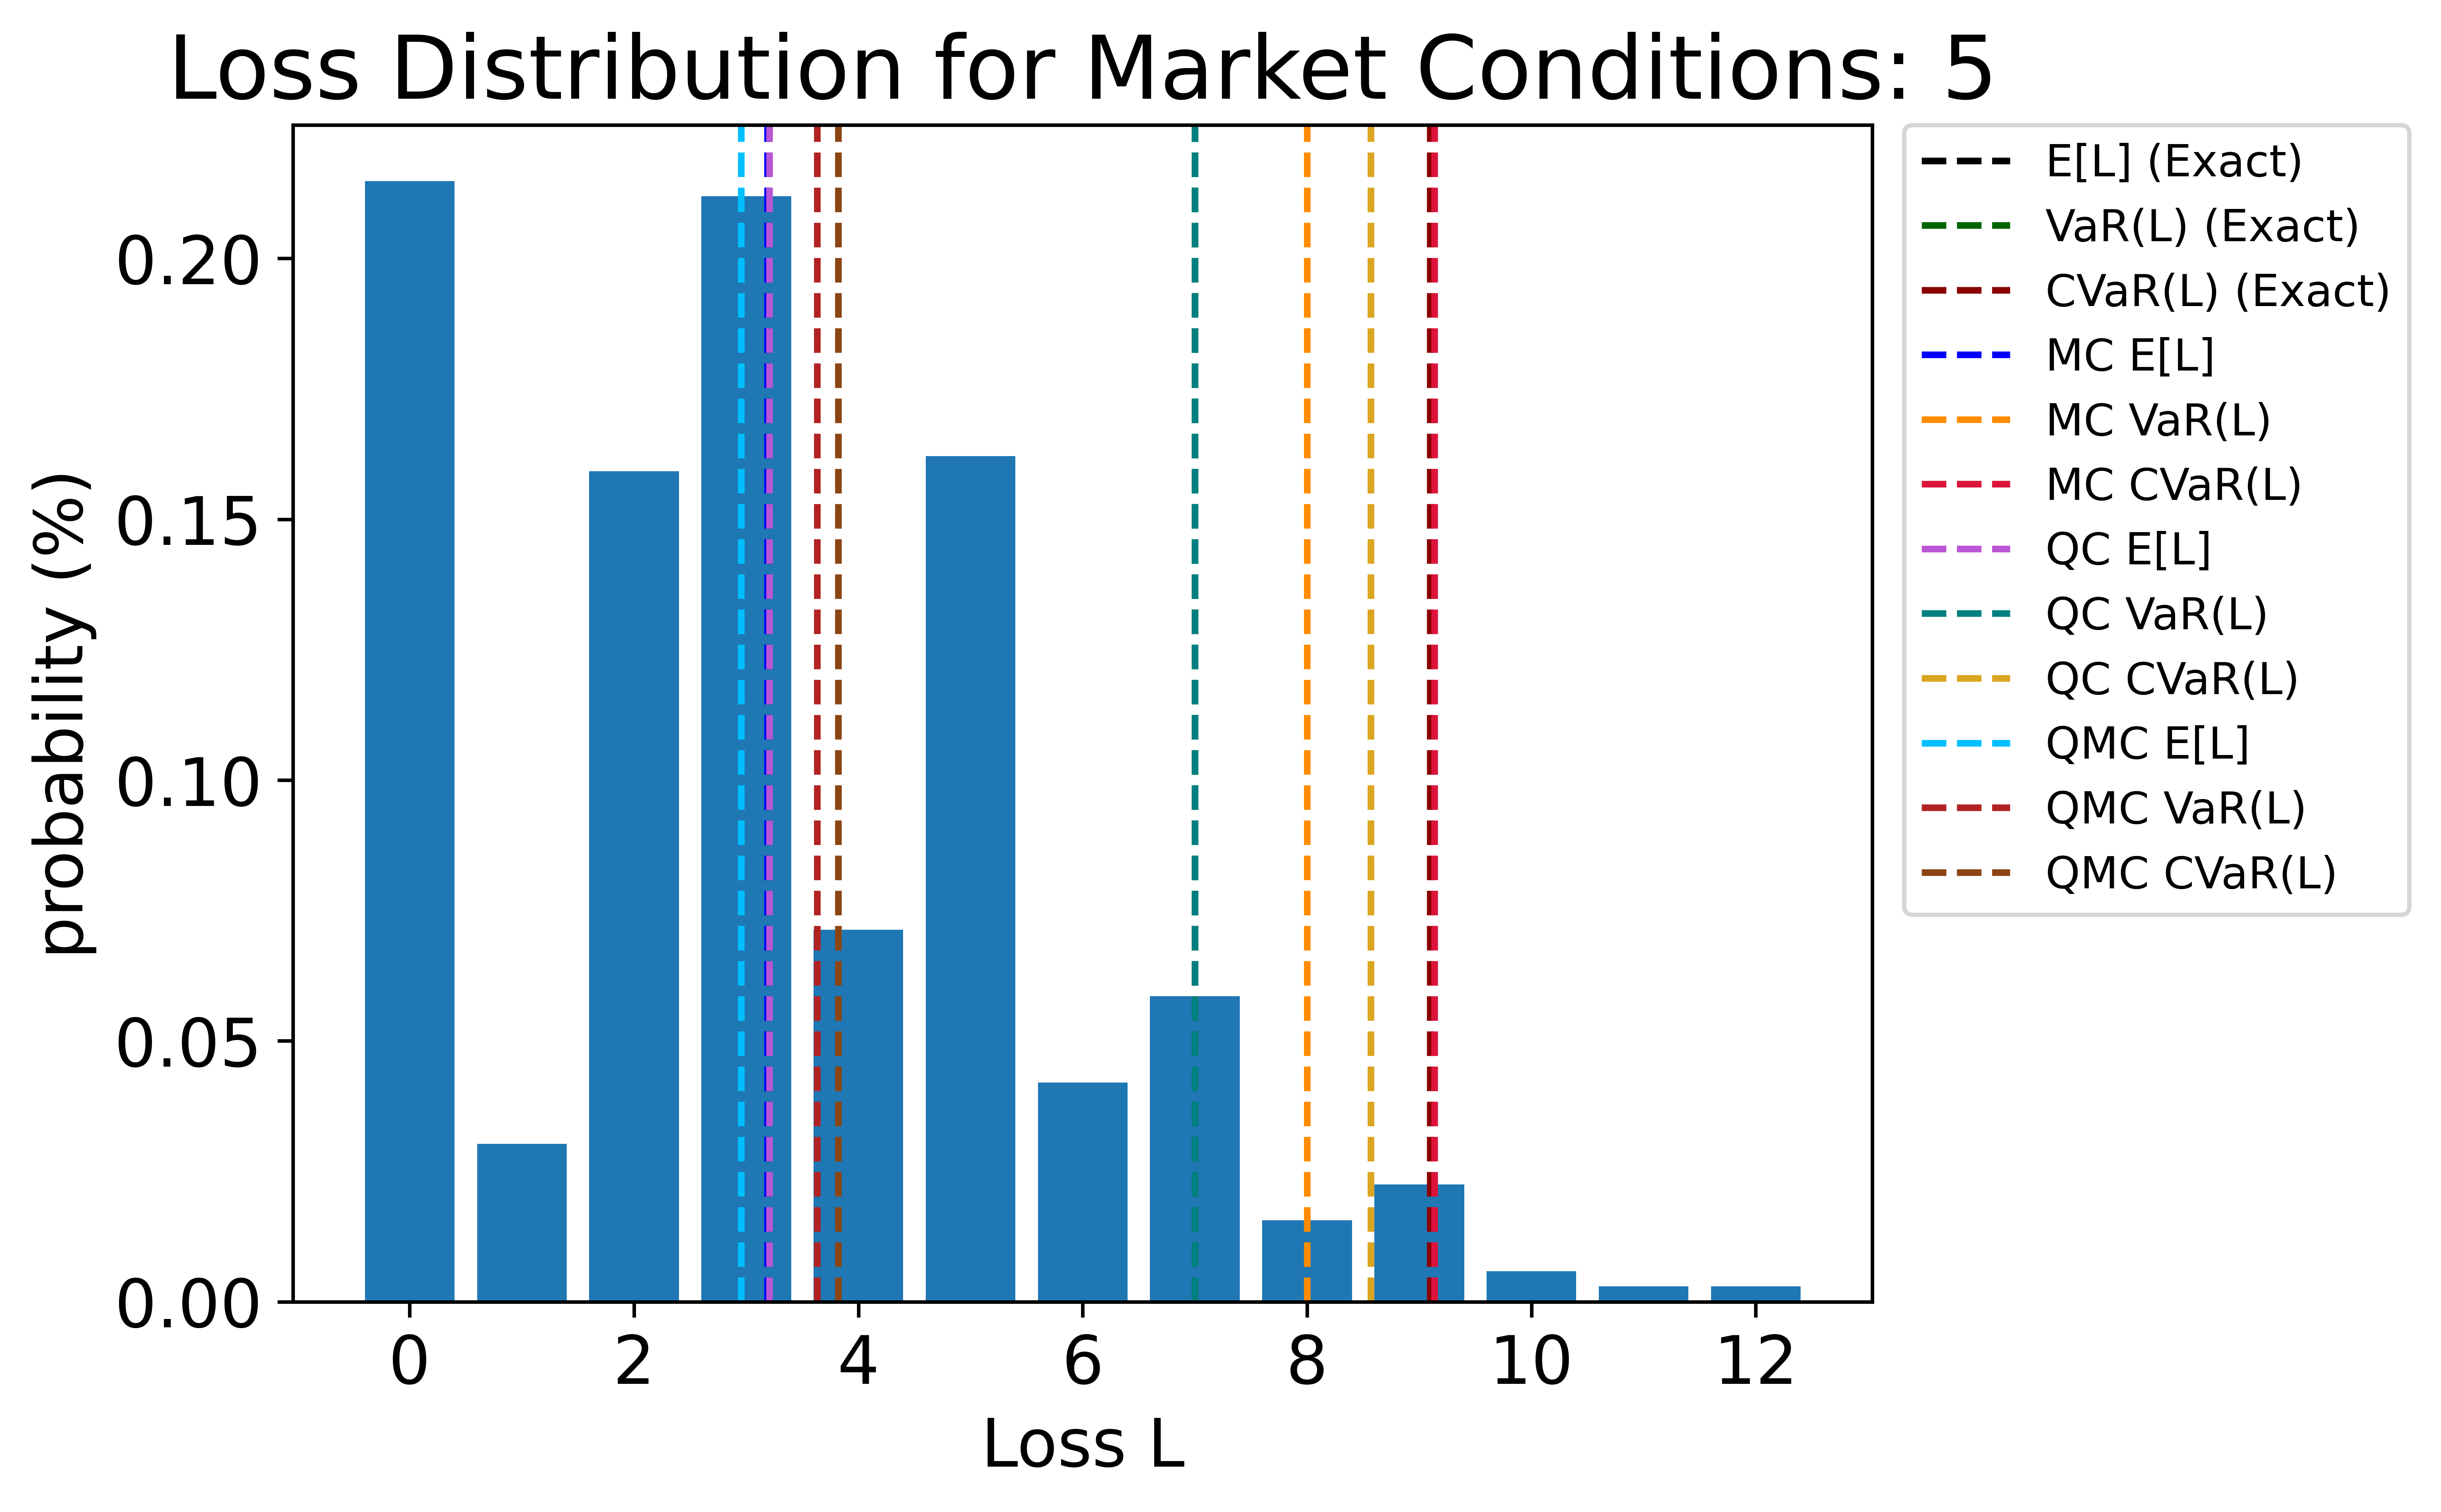 Loss Distribution for Market Conditions: 5
probability (%)
0.20
0.15
0.10
0.05
0.00
0 2 4 6 8 10 12
Loss L
E[L] (Exact)
VaR(L) (Exact)
CVaR(L) (Exact)
MC E[L]
MC VaR(L)
MC CVaR(L)
QC E[L]
QC VaR(L)
QC CVaR(L)
QMC E[L]
QMC VaR(L)
QMC CVaR(L)